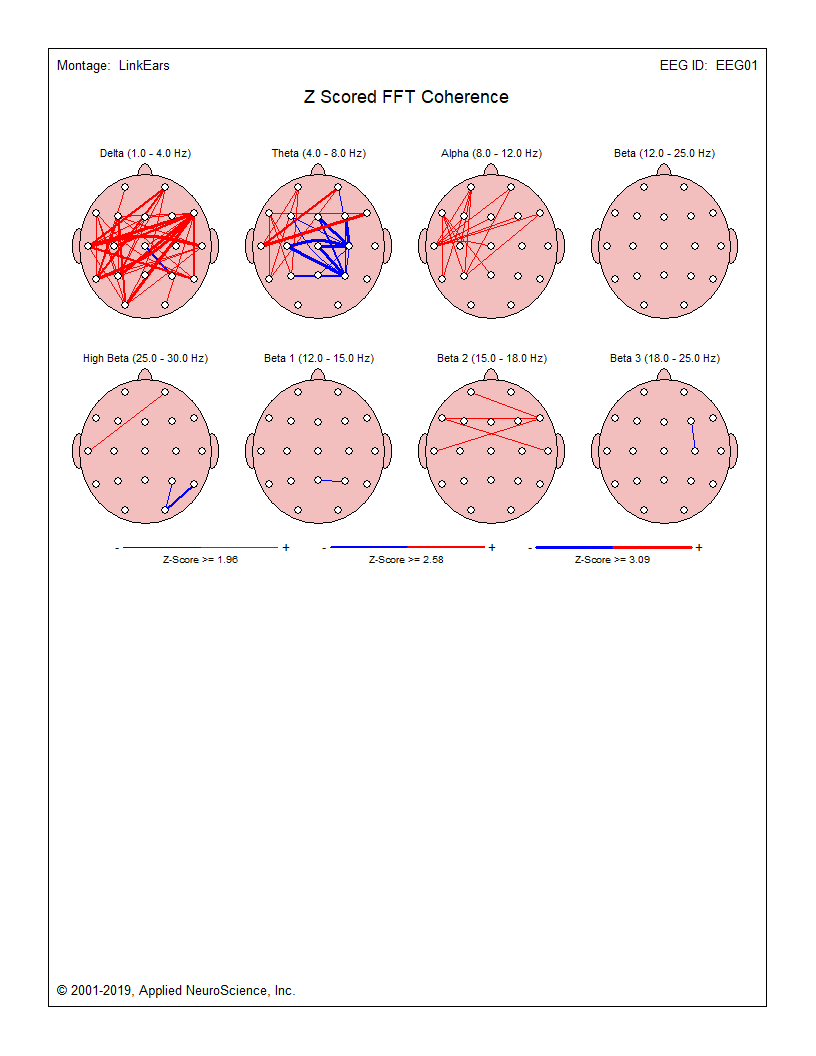 Montage: LinkEars EEG ID: EEG01
Z Scored FFT Coherence
Delta (1.0 - 4.0 Hz) Theta (4.0 - 8.0 Hz) Alpha (8.0 - 12.0 Hz) Beta (12.0 - 25.0 Hz)
High Beta (25.0 - 30.0 Hz) Beta 1 (12.0 - 15.0 Hz) Beta 2 (15.0 - 18.0 Hz) Beta 3 (18.0 - 25.0 Hz)
- + - + - +
Z-Score >= 1.96 Z-Score >= 2.58 Z-Score >= 3.09
© 2001-2019, Applied NeuroScience, Inc.